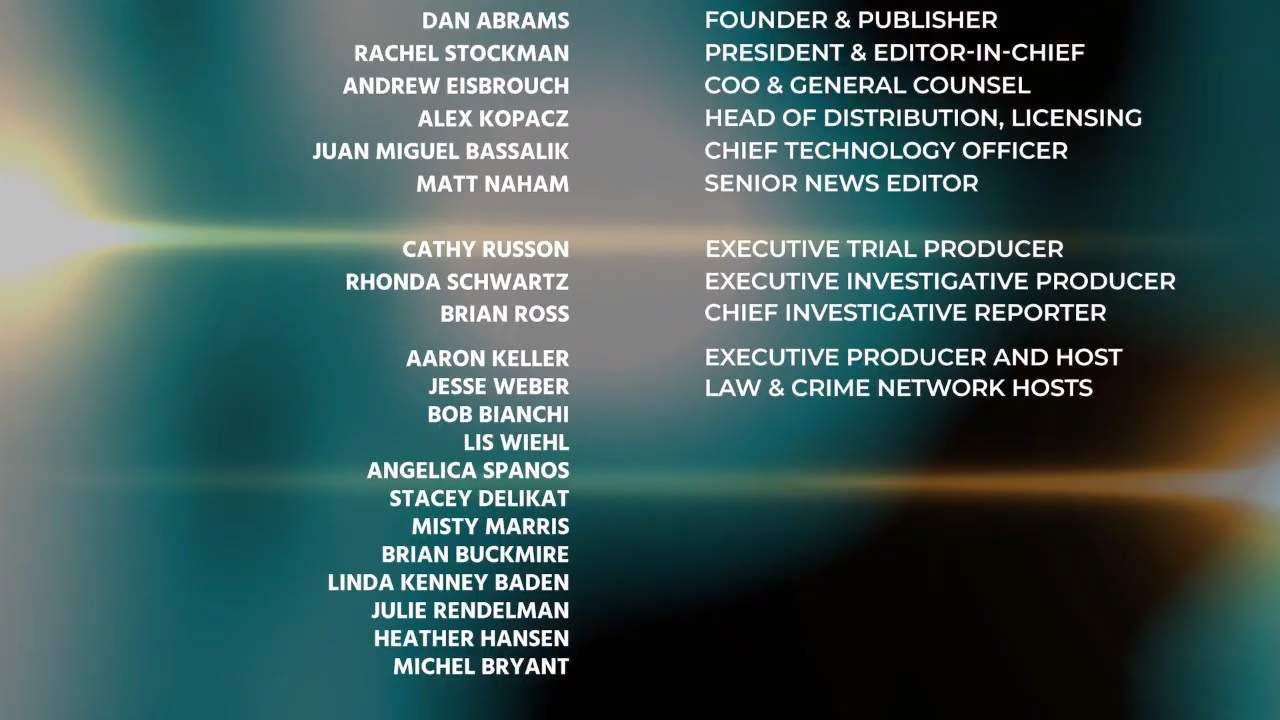 DAN ABRAMS FOUNDER & PUBLISHER
RACHEL STOCKMAN PRESIDENT & EDITOR-IN-CHIEF
ANDREW EISBROUCH COO & GENERAL COUNSEL
ALEX KOPACZ HEAD OF DISTRIBUTION, LICENSING
JUAN MIGUEL BASSALIK CHIEF TECHNOLOGY OFFICER
MATT NAHAM SENIOR NEWS EDITOR
CATHY RUSSON EXECUTIVE TRIAL PRODUCER
RHONDA SCHWARTZ EXECUTIVE INVESTIGATIVE PRODUCER
BRIAN ROSS CHIEF INVESTIGATIVE REPORTER
AARON KELLER EXECUTIVE PRODUCER AND HOST
JESSE WEBER LAW & CRIME NETWORK HOSTS
BOB BIANCHI
LIS WIEHL
ANGELICA SPANOS
STACEY DELIKAT
MISTY MARRIS
BRIAN BUCKMIRE
LINDA KENNEY BADEN
JULIE RENDELMAN
HEATHER HANSEN
MICHEL BRYANT